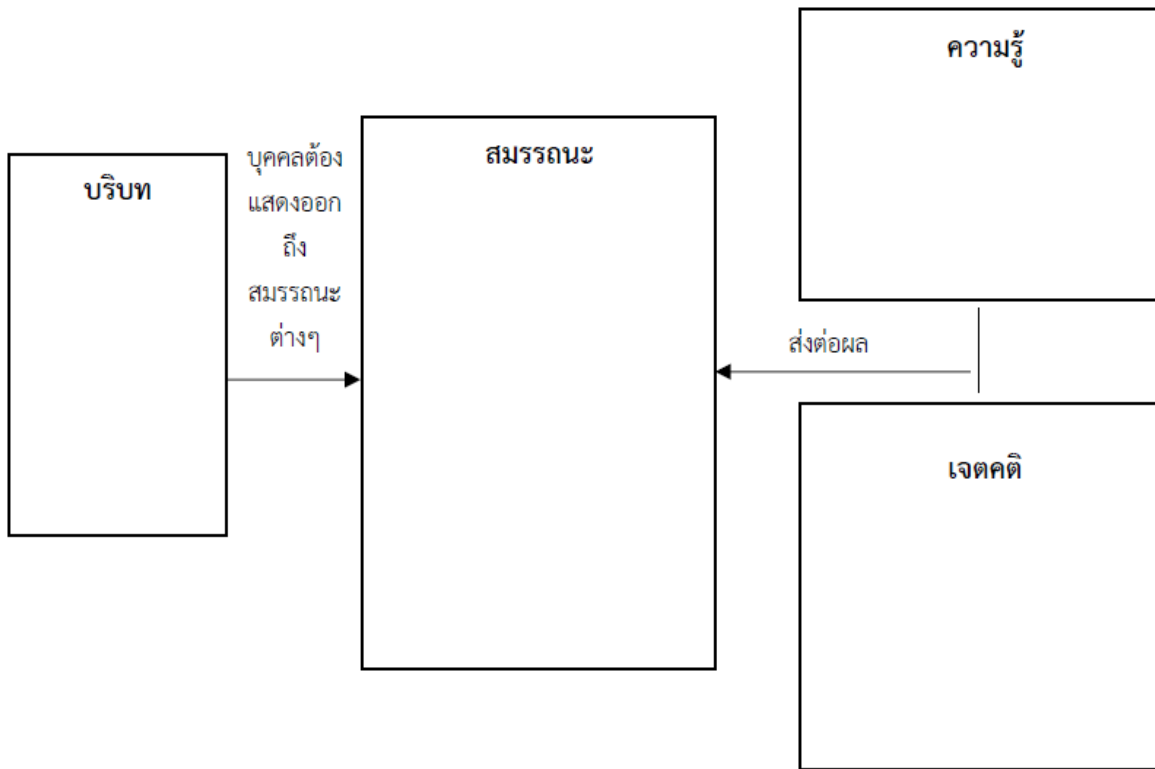 บริบท
บุคคลต้อง
แสดงออก
ถึง
สมรรถนะ
ต่างๆ
สมรรถนะ
ความรู้
ส่งต่อผล
เจตคติ